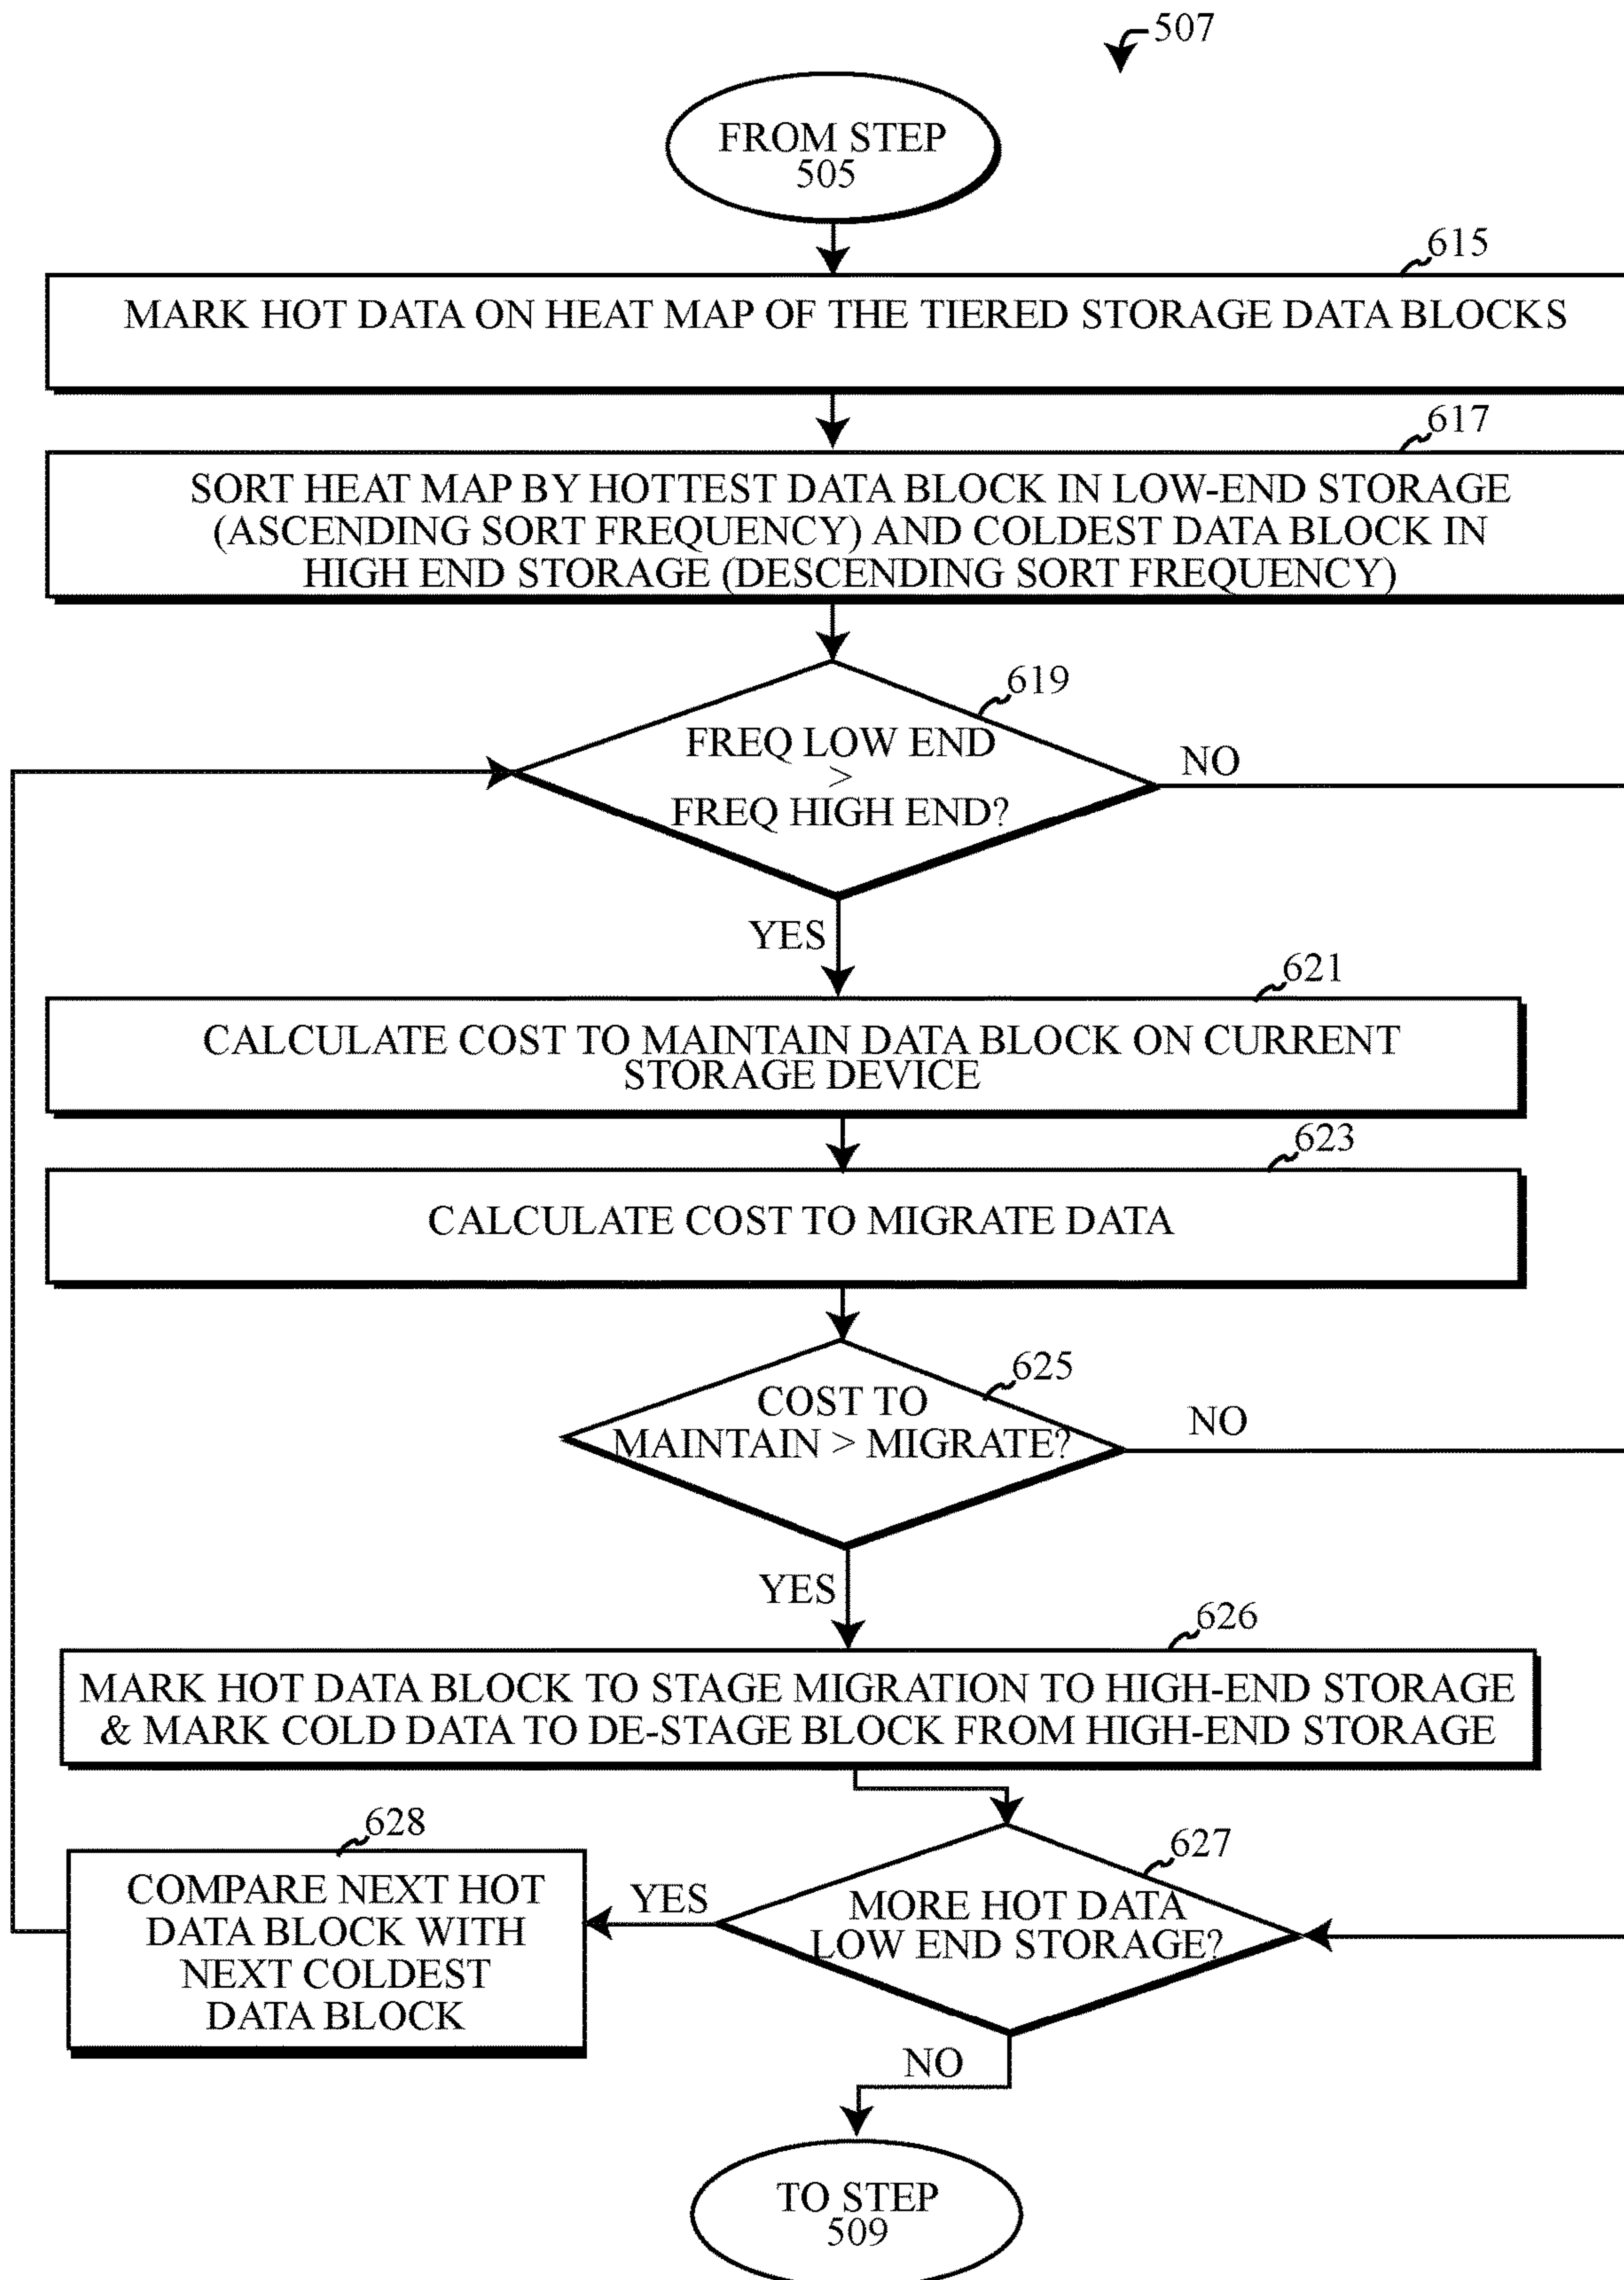 507
FROM STEP
505
615
MARK HOT DATA ON HEAT MAP OF THE TIERED STORAGE DATA BLOCKS
617
SORT HEAT MAP BY HOTTEST DATA BLOCK IN LOW-END STORAGE
(ASCENDING SORT FREQUENCY) AND COLDEST DATA BLOCK IN
HIGH END STORAGE (DESCENDING SORT FREQUENCY)
619
FREQ LOW END
>
FREQ HIGH END?
NO
YES
621
CALCULATE COST TO MAINTAIN DATA BLOCK ON CURRENT
STORAGE DEVICE
623
CALCULATE COST TO MIGRATE DATA
625
COST TO
MAINTAIN > MIGRATE?
NO
YES
626
MARK HOT DATA BLOCK TO STAGE MIGRATION TO HIGH-END STORAGE
& MARK COLD DATA TO DE-STAGE BLOCK FROM HIGH-END STORAGE
628
COMPARE NEXT HOT
DATA BLOCK WITH
NEXT COLDEST
DATA BLOCK
YES
627
MORE HOT DATA
LOW END STORAGE?
NO
TO STEP
509